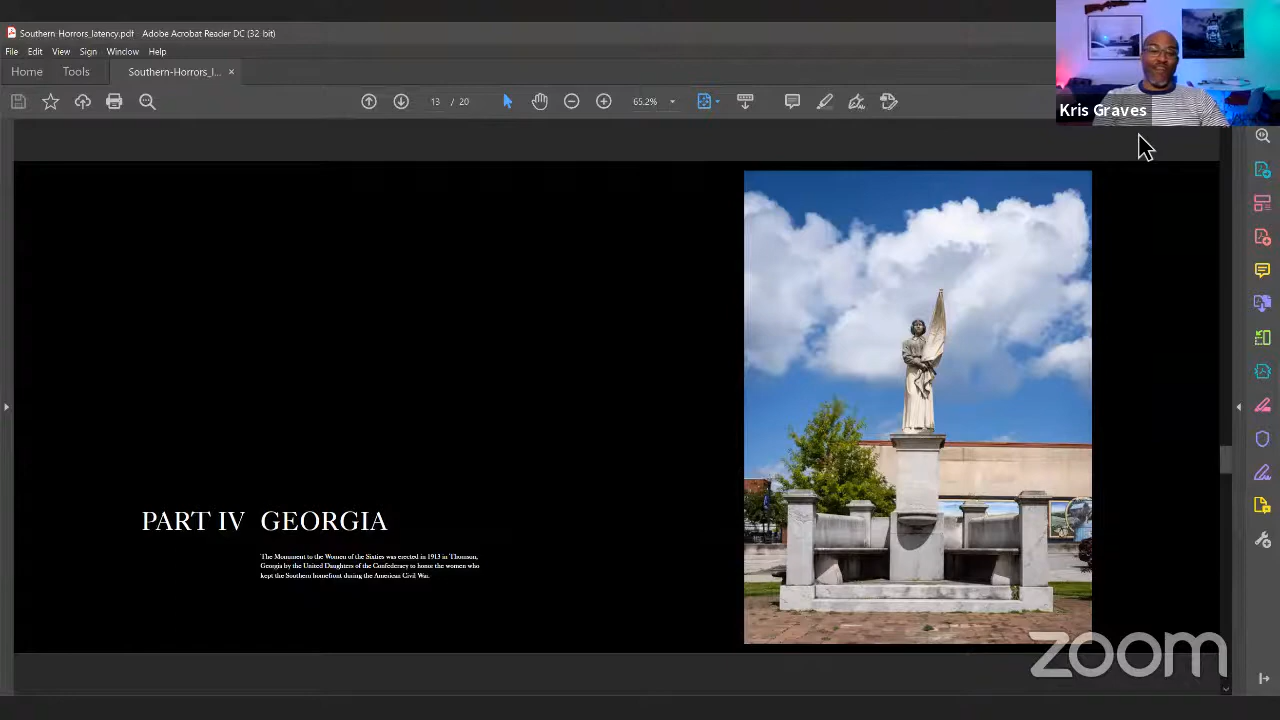 Southern-Horrors_latency.pdf - Adobe Acrobat Reader DC (32-bit)
File Edit View Sign Window Help
Home Tools Southern-Horrors_l... ×
13 / 20 65.2%
Kris Graves
PART IV GEORGIA
The Monument to the Women of the Sixties was erected in 1913 in Thomson,
Georgia by the United Daughters of the Confederacy to honor the women who
kept the Southern homefront during the American Civil War.
zoom